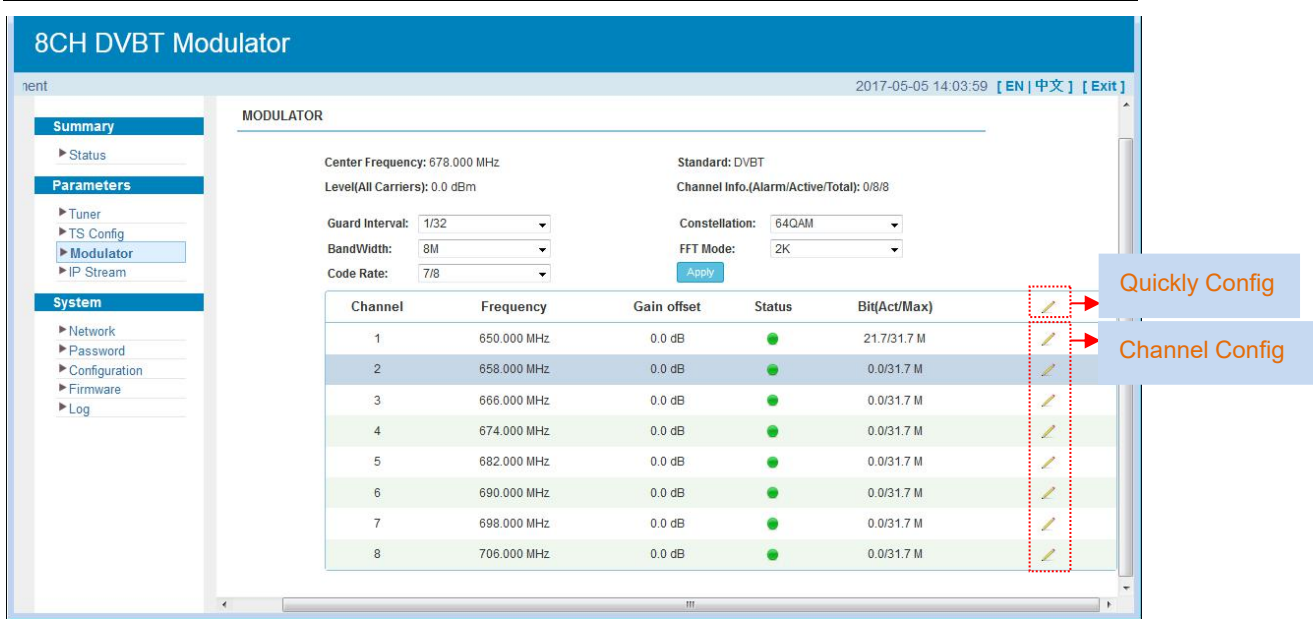 8CH DVBT Modulator
nent 2017-05-05 14:03:59 [ EN | 中文 ] [ Exit ]
Summary
Status
Parameters
Tuner
TS Config
Modulator
IP Stream
System
Network
Password
Configuration
Firmware
Log
MODULATOR
Center Frequency: 678.000 MHz Standard: DVBT
Level(All Carriers): 0.0 dBm Channel Info.(Alarm/Active/Total): 0/8/8
Guard Interval: 1/32 Constellation: 64QAM
BandWidth: 8M FFT Mode: 2K
Code Rate: 7/8 Apply
Channel Frequency Gain offset Status Bit(Act/Max)
1 650.000 MHz 0.0 dB 21.7/31.7 M
2 658.000 MHz 0.0 dB 0.0/31.7 M
3 666.000 MHz 0.0 dB 0.0/31.7 M
4 674.000 MHz 0.0 dB 0.0/31.7 M
5 682.000 MHz 0.0 dB 0.0/31.7 M
6 690.000 MHz 0.0 dB 0.0/31.7 M
7 698.000 MHz 0.0 dB 0.0/31.7 M
8 706.000 MHz 0.0 dB 0.0/31.7 M
Quickly Config
Channel Config